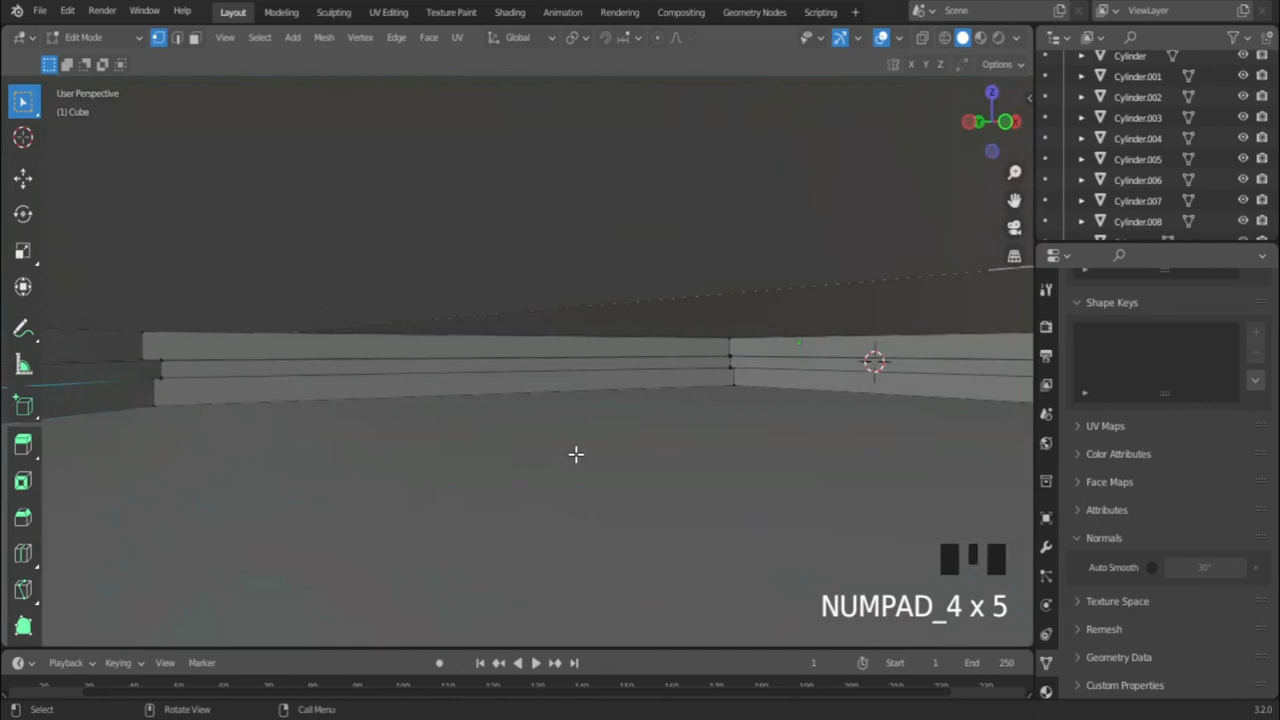 File Edit Render Window Help Layout Modeling Sculpting UV Editing Texture Paint Shading Animation Rendering Compositing Geometry Nodes Scripting + Scene ViewLayer
Edit Mode View Select Add Mesh Vertex Edge Face UV Global
X Y Z Options
User Perspective
(1) Cube
Z
Y X
Cylinder
Cylinder.001
Cylinder.002
Cylinder.003
Cylinder.004
Cylinder.005
Cylinder.006
Cylinder.007
Cylinder.008
Shape Keys
UV Maps
Color Attributes
Face Maps
Attributes
Normals
Auto Smooth 30°
Texture Space
Remesh
Geometry Data
Custom Properties
NUMPAD_4 x 5
Playback Keying View Marker 1 Start 1 End 250
Select Rotate View Call Menu 3.2.0